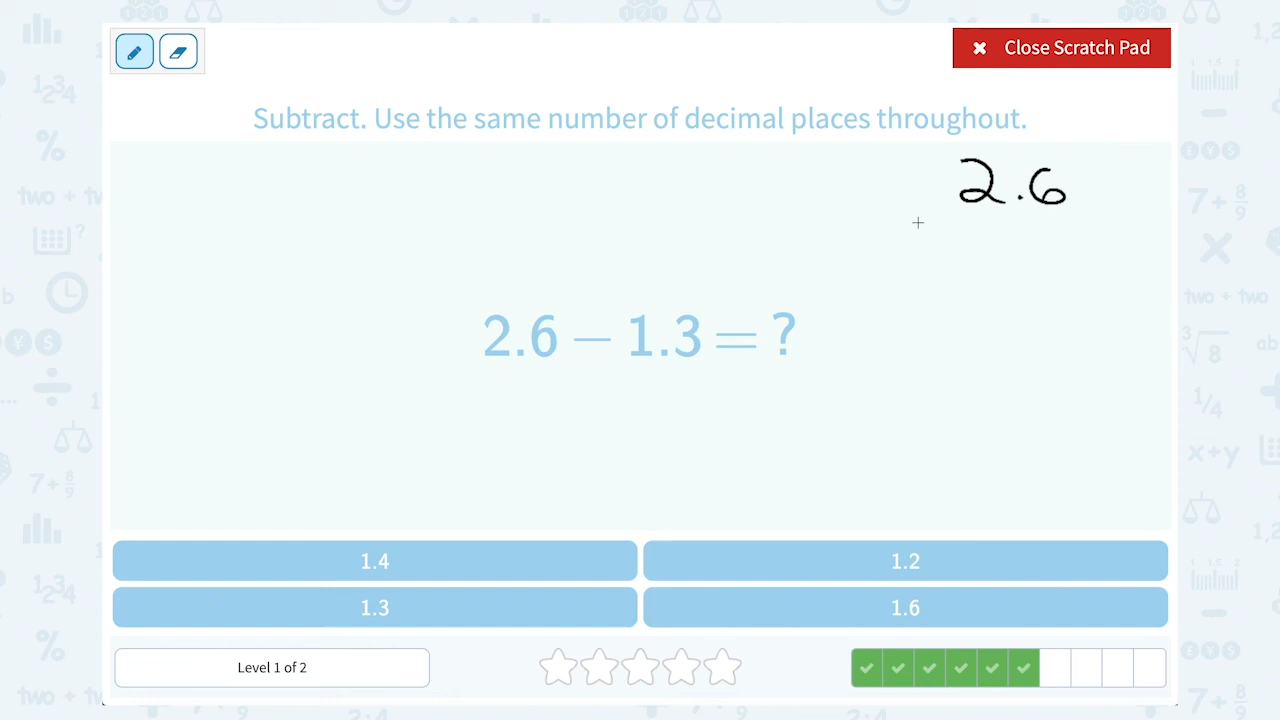 Close Scratch Pad
Subtract. Use the same number of decimal places throughout.
2.6
2.6 − 1.3 = ?
1.4
1.2
1.3
1.6
Level 1 of 2